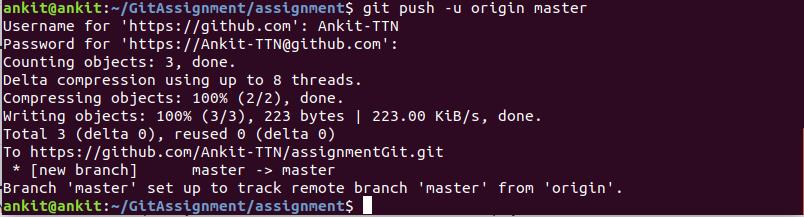 ankit@ankit:~/GitAssignment/assignment$ git push -u origin master
Username for 'https://github.com': Ankit-TTN
Password for 'https://Ankit-TTN@github.com':
Counting objects: 3, done.
Delta compression using up to 8 threads.
Compressing objects: 100% (2/2), done.
Writing objects: 100% (3/3), 223 bytes | 223.00 KiB/s, done.
Total 3 (delta 0), reused 0 (delta 0)
To https://github.com/Ankit-TTN/assignmentGit.git
 * [new branch]      master -> master
Branch 'master' set up to track remote branch 'master' from 'origin'.
ankit@ankit:~/GitAssignment/assignment$